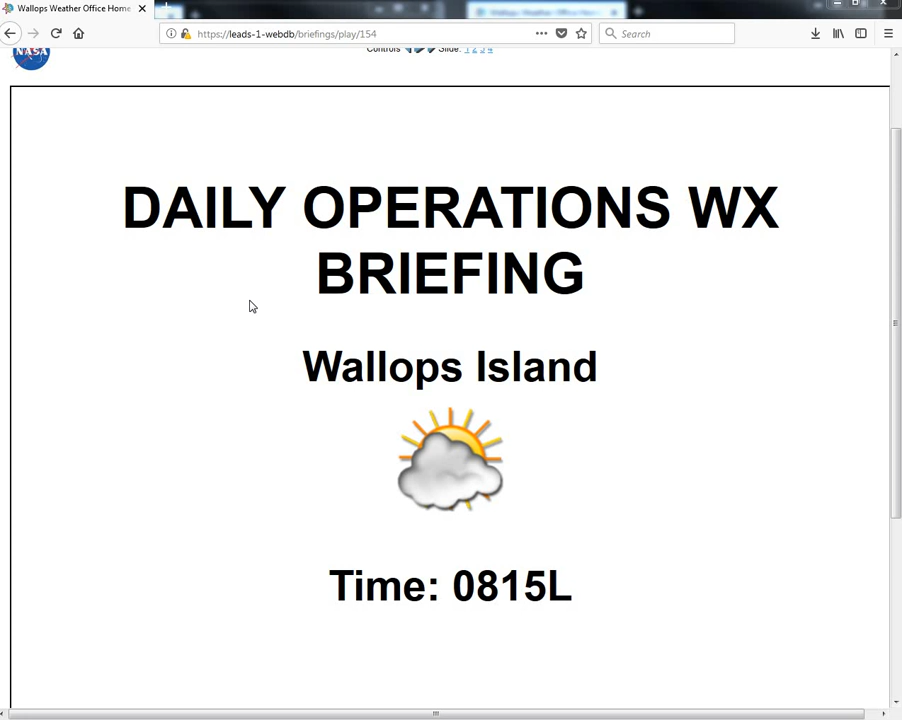 Wallops Weather Office Home
https://leads-1-webdb/briefings/play/154
Search
NASA
Controls Slide: 1 2 3 4
DAILY OPERATIONS WX
BRIEFING
Wallops Island
Time: 0815L